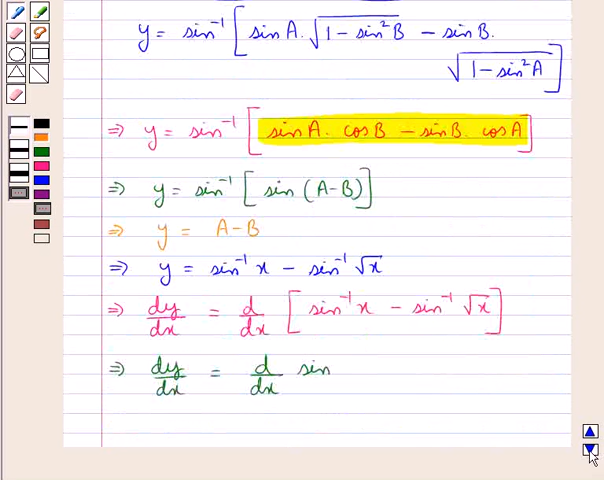 y = sin⁻¹ [ sin A. √(1 – sin²B) – sin B.
√(1 – sin²A) ]
⇒ y = sin⁻¹ [ sin A. cos B – sin B. cos A ]
⇒ y = sin⁻¹ [ sin (A-B) ]
⇒ y = A-B
⇒ y = sin⁻¹ x – sin⁻¹ √x
⇒ dy/dx = d/dx [ sin⁻¹ x – sin⁻¹ √x ]
⇒ dy/dx = d/dx sin